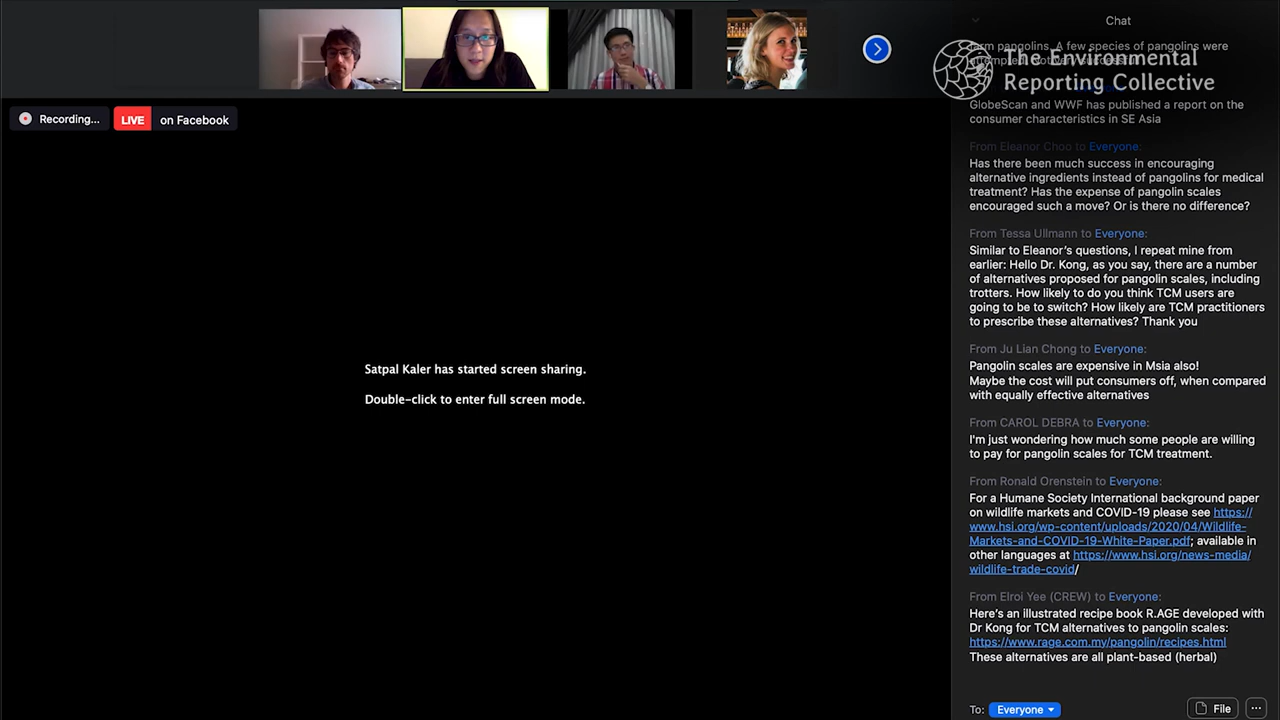 Chat
The Environmental
Reporting Collective
farm pangolins. A few species of pangolins were
GlobeScan and WWF has published a report on the
consumer characteristics in SE Asia
Recording...
LIVE
on Facebook
From Eleanor Choo to Everyone:
Has there been much success in encouraging
alternative ingredients instead of pangolins for medical
treatment? Has the expense of pangolin scales
encouraged such a move? Or is there no difference?
From Tessa Ullmann to Everyone:
Similar to Eleanor's questions, I repeat mine from
earlier: Hello Dr. Kong, as you say, there are a number
of alternatives proposed for pangolin scales, including
trotters. How likely to do you think TCM users are
going to be to switch? How likely are TCM practitioners
to prescribe these alternatives? Thank you
From Ju Lian Chong to Everyone:
Pangolin scales are expensive in Msia also!
Maybe the cost will put consumers off, when compared
with equally effective alternatives
Satpal Kaler has started screen sharing.
Double-click to enter full screen mode.
From CAROL DEBRA to Everyone:
I'm just wondering how much some people are willing
to pay for pangolin scales for TCM treatment.
From Ronald Orenstein to Everyone:
For a Humane Society International background paper
on wildlife markets and COVID-19 please see https://
www.hsi.org/wp-content/uploads/2020/04/Wildlife-
Markets-and-COVID-19-White-Paper.pdf; available in
other languages at https://www.hsi.org/news-media/
wildlife-trade-covid/
From Elroi Yee (CREW) to Everyone:
Here's an illustrated recipe book R.AGE developed with
Dr Kong for TCM alternatives to pangolin scales:
https://www.rage.com.my/pangolin/recipes.html
These alternatives are all plant-based (herbal)
To: Everyone
File